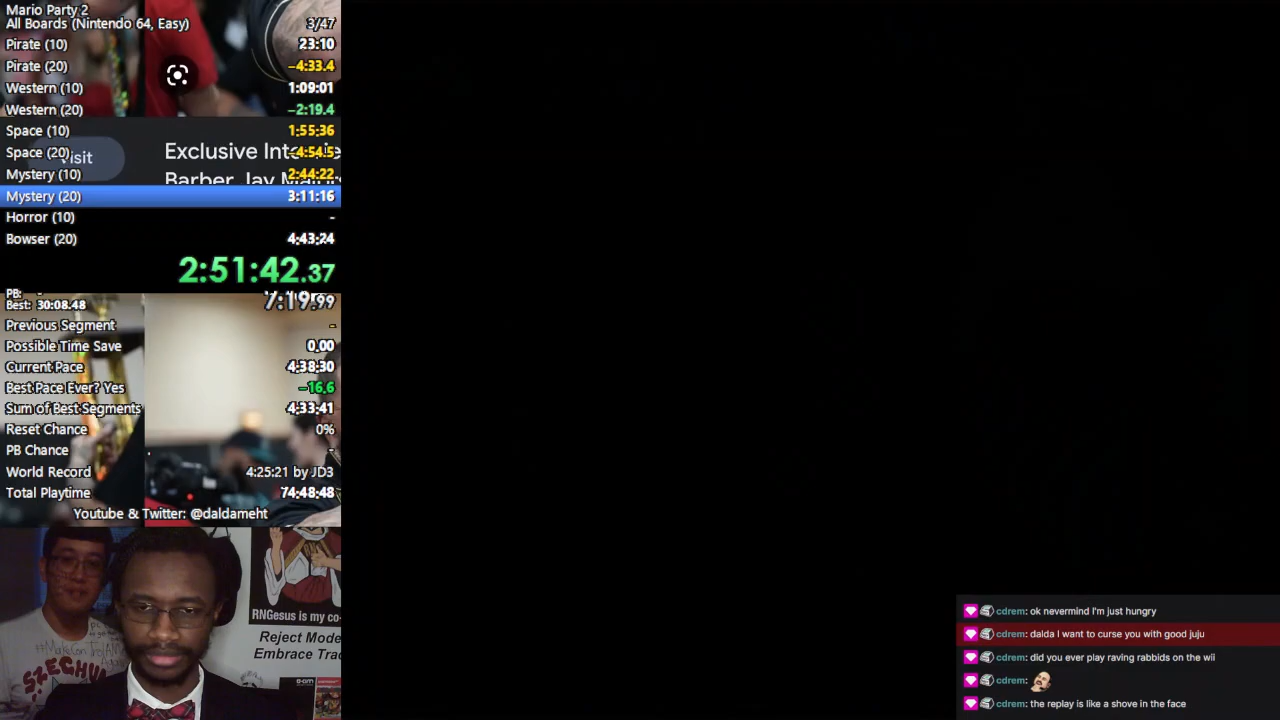 Mario Party 2
All Boards (Nintendo 64, Easy) 3/47
Pirate (10) 23:10
Pirate (20) -4:33.4
Western (10) 1:09:01
Western (20) -2:19.4
Space (10) 1:55:36
Space (20) -4:54.5
Mystery (10) 2:44:22
Mystery (20) 3:11:16
Horror (10) -
Bowser (20) 4:43:24
Exclusive
Barber Jay
2:51:42.37
PB: -
7:19.99
Best: 30:08.48
Previous Segment -
Possible Time Save 0.00
Current Pace 4:38:30
Best Pace Ever? Yes -16.6
Sum of Best Segments 4:33:41
Reset Chance 0%
PB Chance -
World Record 4:25:21 by JD3
Total Playtime 74:48:48
Youtube & Twitter: @daldameht
RNGesus is my co-
Reject Mode
Embrace Trad
SZECHU
cdrem: ok nevermind I'm just hungry
cdrem: dalda I want to curse you with good juju
cdrem: did you ever play raving rabbids on the wii
cdrem:
cdrem: the replay is like a shove in the face